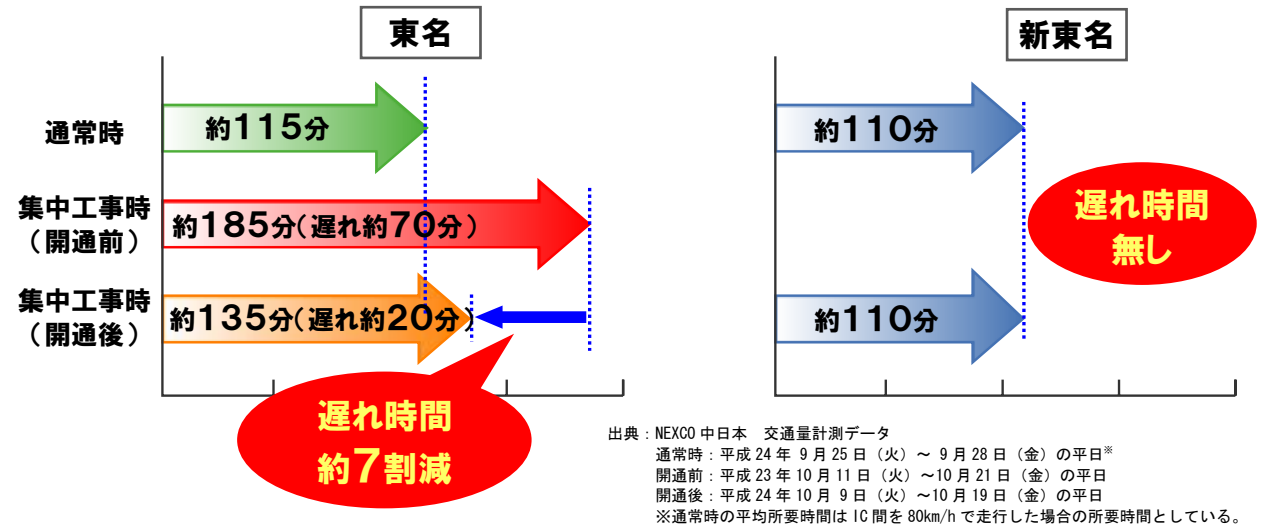 東名
新東名
通常時
約115分
約110分
集中工事時
（開通前）
約185分（遅れ約70分）
遅れ時間
無し
集中工事時
（開通後）
約135分（遅れ約20分）
約110分
遅れ時間
約7割減
出典：NEXCO中日本　交通量計測データ
通常時：平成24年 9月25日（火）～ 9月28日（金）の平日※
開通前：平成23年10月11日（火）～10月21日（金）の平日
開通後：平成24年10月 9日（火）～10月19日（金）の平日
※通常時の平均所要時間はIC間を80km/hで走行した場合の所要時間としている。